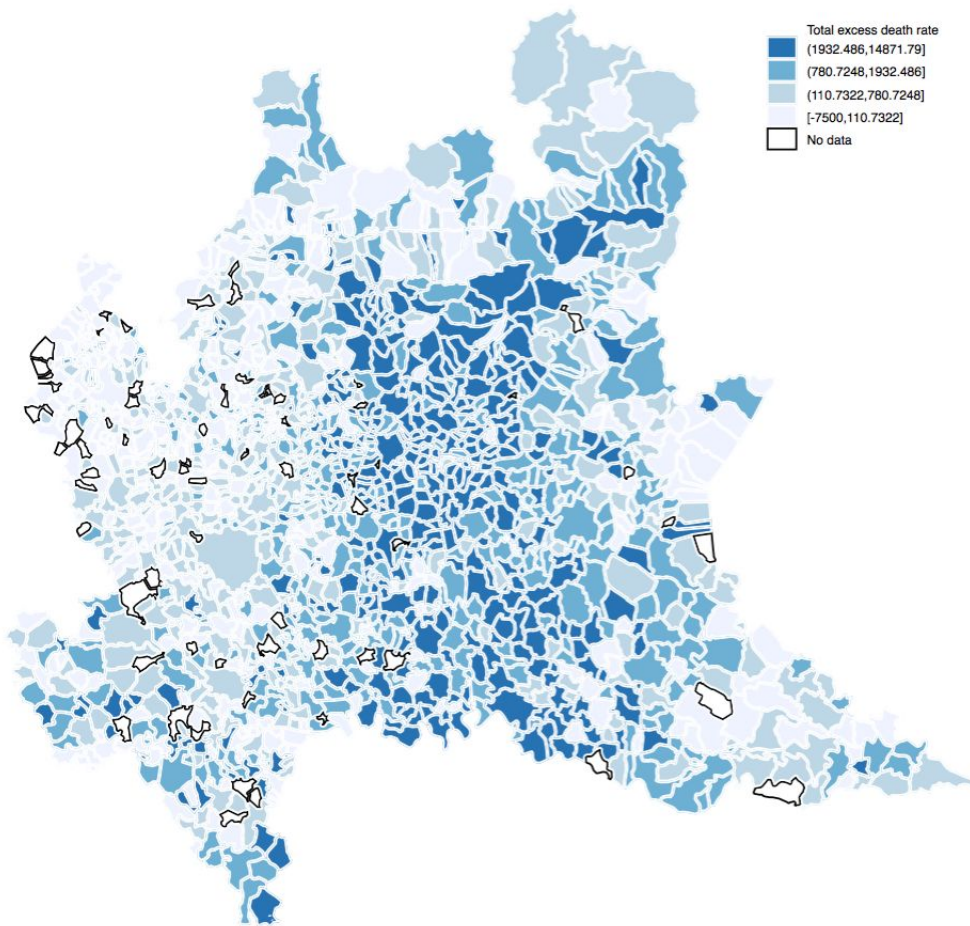 Total excess death rate
(1932.486,14871.79]
(780.7248,1932.486]
(110.7322,780.7248]
[-7500,110.7322]
No data